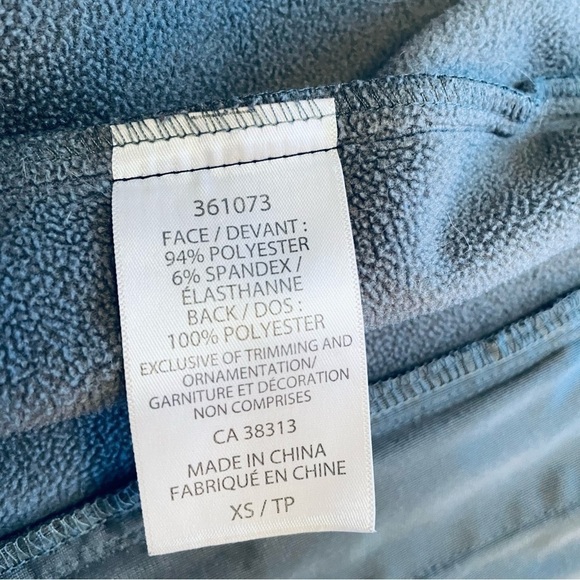 361073
FACE / DEVANT :
94% POLYESTER
6% SPANDEX /
ÉLASTHANNE
BACK / DOS :
100% POLYESTER
EXCLUSIVE OF TRIMMING AND
ORNAMENTATION/
GARNITURE ET DÉCORATION
NON COMPRISES
CA 38313
MADE IN CHINA
FABRIQUÉ EN CHINE
XS / TP